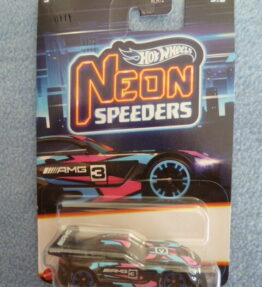 Hot Wheels
NEON
SPEEDERS
AMG 3